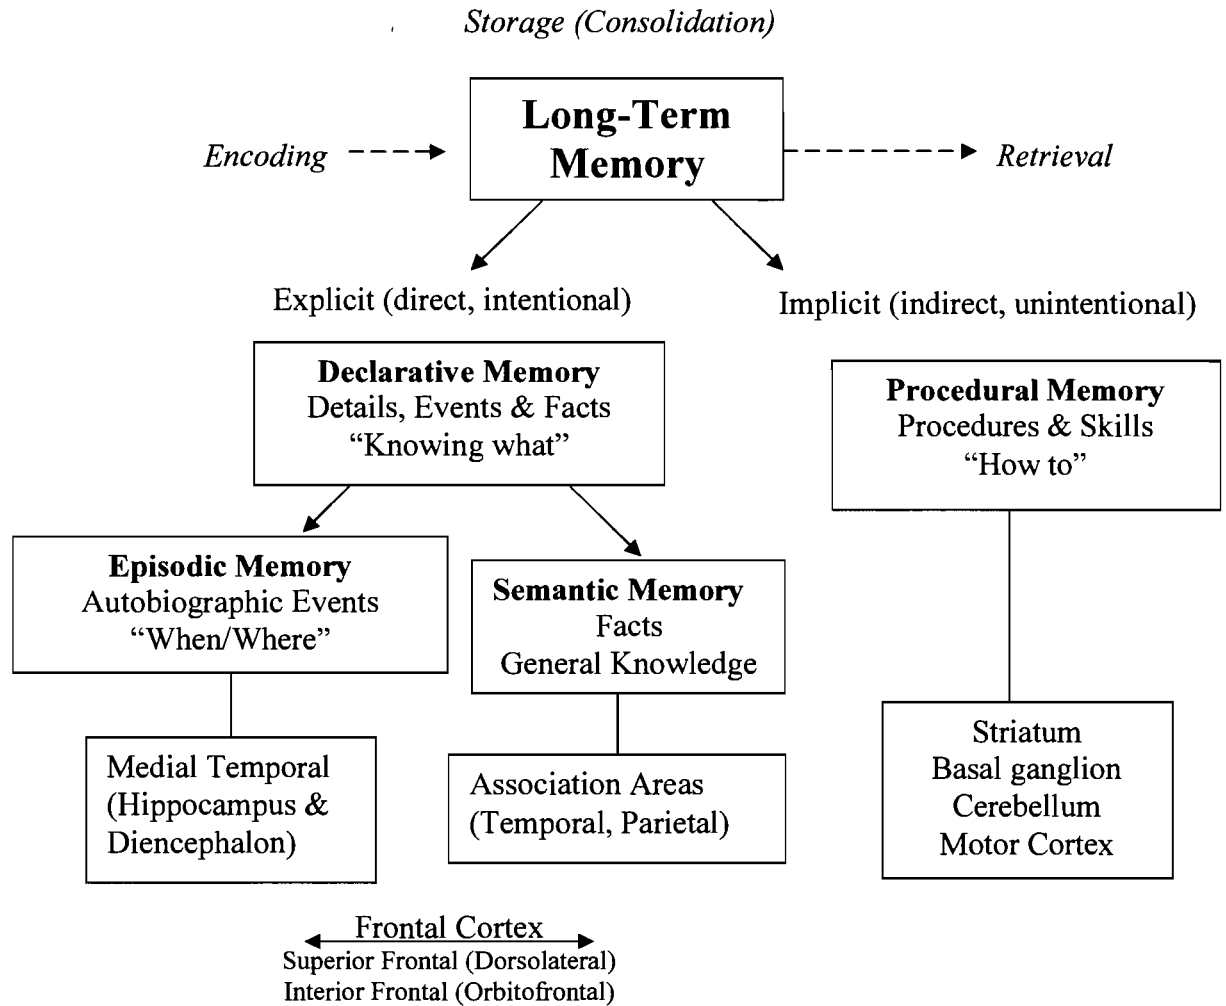 Storage (Consolidation)
Long-Term
Memory
Encoding
Retrieval
Explicit (direct, intentional)
Implicit (indirect, unintentional)
Declarative Memory
Details, Events & Facts
“Knowing what”
Procedural Memory
Procedures & Skills
“How to”
Episodic Memory
Autobiographic Events
“When/Where”
Semantic Memory
Facts
General Knowledge
Medial Temporal
(Hippocampus &
Diencephalon)
Association Areas
(Temporal, Parietal)
Striatum
Basal ganglion
Cerebellum
Motor Cortex
Frontal Cortex
Superior Frontal (Dorsolateral)
Interior Frontal (Orbitofrontal)